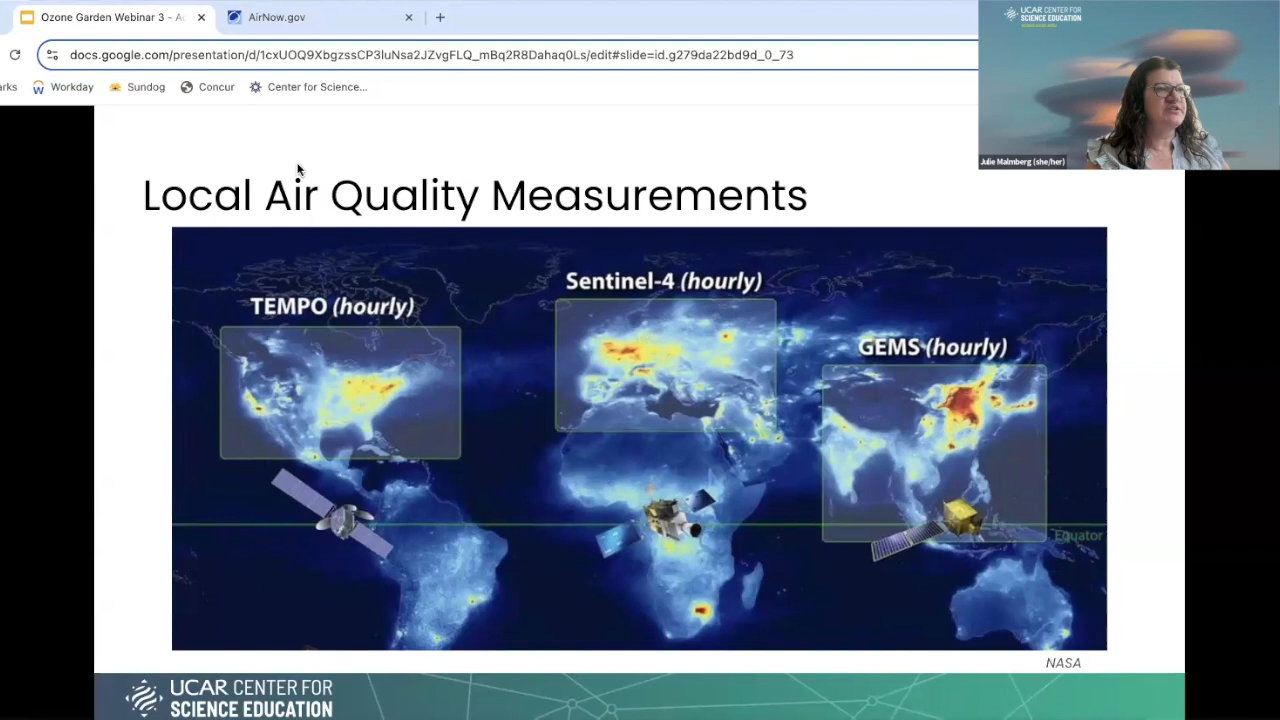 Ozone Garden Webinar 3 - Ac
AirNow.gov
docs.google.com/presentation/d/1cxUOQ9XbgzssCP3luNsa2JZvgFLQ_mBq2R8Dahaq0Ls/edit#slide=id.g279da22bd9d_0_73
arks
Workday
Sundog
Concur
Center for Science...
UCAR CENTER FOR
SCIENCE EDUCATION
Julie Malmberg (she/her)
Local Air Quality Measurements
TEMPO (hourly)
Sentinel-4 (hourly)
GEMS (hourly)
Equator
NASA
UCAR CENTER FOR
SCIENCE EDUCATION